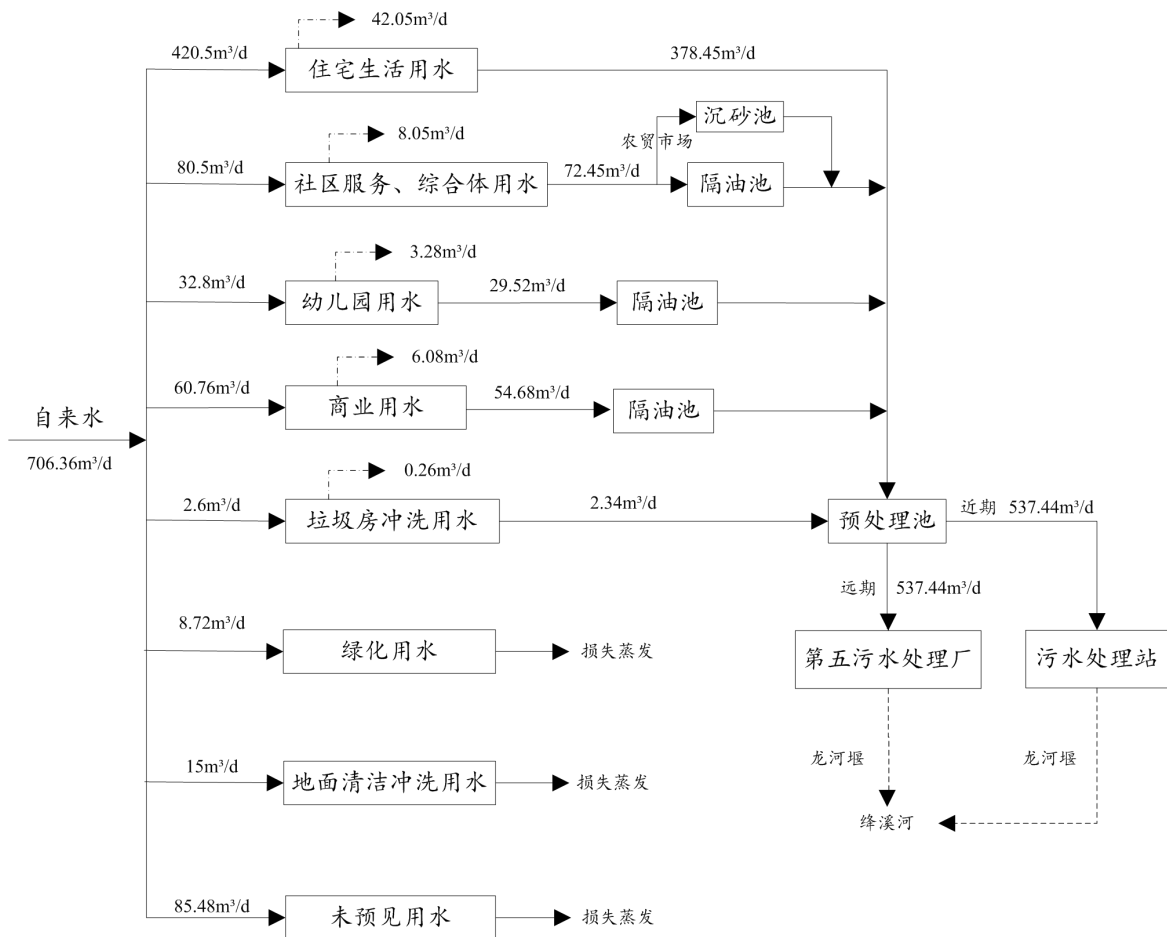 42.05m³/d
420.5m³/d
住宅生活用水
378.45m³/d
8.05m³/d
沉砂池
农贸市场
80.5m³/d
社区服务、综合体用水
72.45m³/d
隔油池
3.28m³/d
32.8m³/d
幼儿园用水
29.52m³/d
隔油池
6.08m³/d
60.76m³/d
商业用水
54.68m³/d
隔油池
自来水
706.36m³/d
0.26m³/d
2.6m³/d
垃圾房冲洗用水
2.34m³/d
预处理池
近期 537.44m³/d
远期 537.44m³/d
8.72m³/d
绿化用水
损失蒸发
第五污水处理厂
污水处理站
15m³/d
地面清洁冲洗用水
损失蒸发
龙河堰
龙河堰
绛溪河
85.48m³/d
未预见用水
损失蒸发